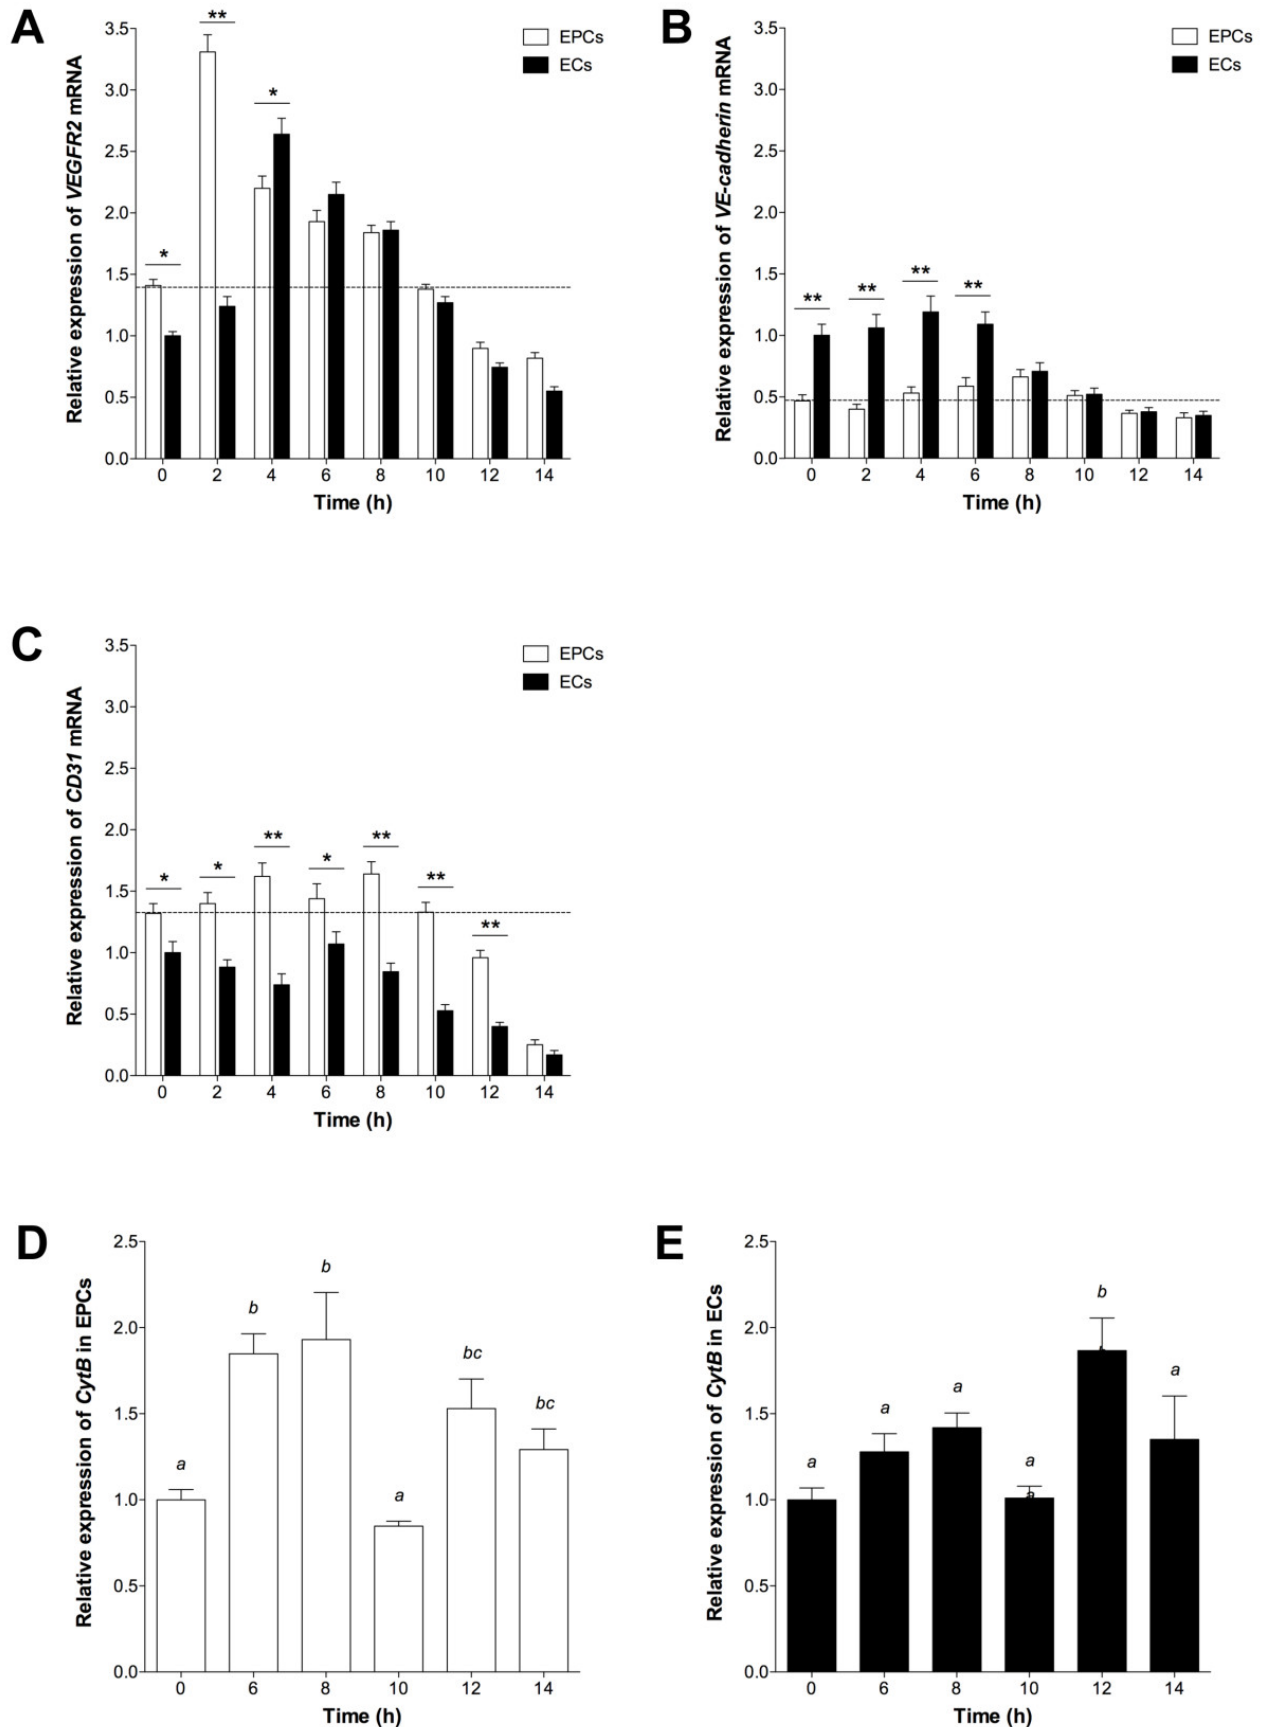 A
Relative expression of VEGFR2 mRNA
3.5
3.0
2.5
2.0
1.5
1.0
0.5
0.0
**
*
*
EPCs
ECs
0 2 4 6 8 10 12 14
Time (h)
B
Relative expression of VE-cadherin mRNA
3.5
3.0
2.5
2.0
1.5
1.0
0.5
0.0
** ** ** **
EPCs
ECs
0 2 4 6 8 10 12 14
Time (h)
C
Relative expression of CD31 mRNA
3.5
3.0
2.5
2.0
1.5
1.0
0.5
0.0
* * ** * ** ** **
EPCs
ECs
0 2 4 6 8 10 12 14
Time (h)
D
Relative expression of CytB in EPCs
2.5
2.0
1.5
1.0
0.5
0.0
a b b a bc bc
0 6 8 10 12 14
Time (h)
E
Relative expression of CytB in ECs
2.5
2.0
1.5
1.0
0.5
0.0
a a a a b a
0 6 8 10 12 14
Time (h)